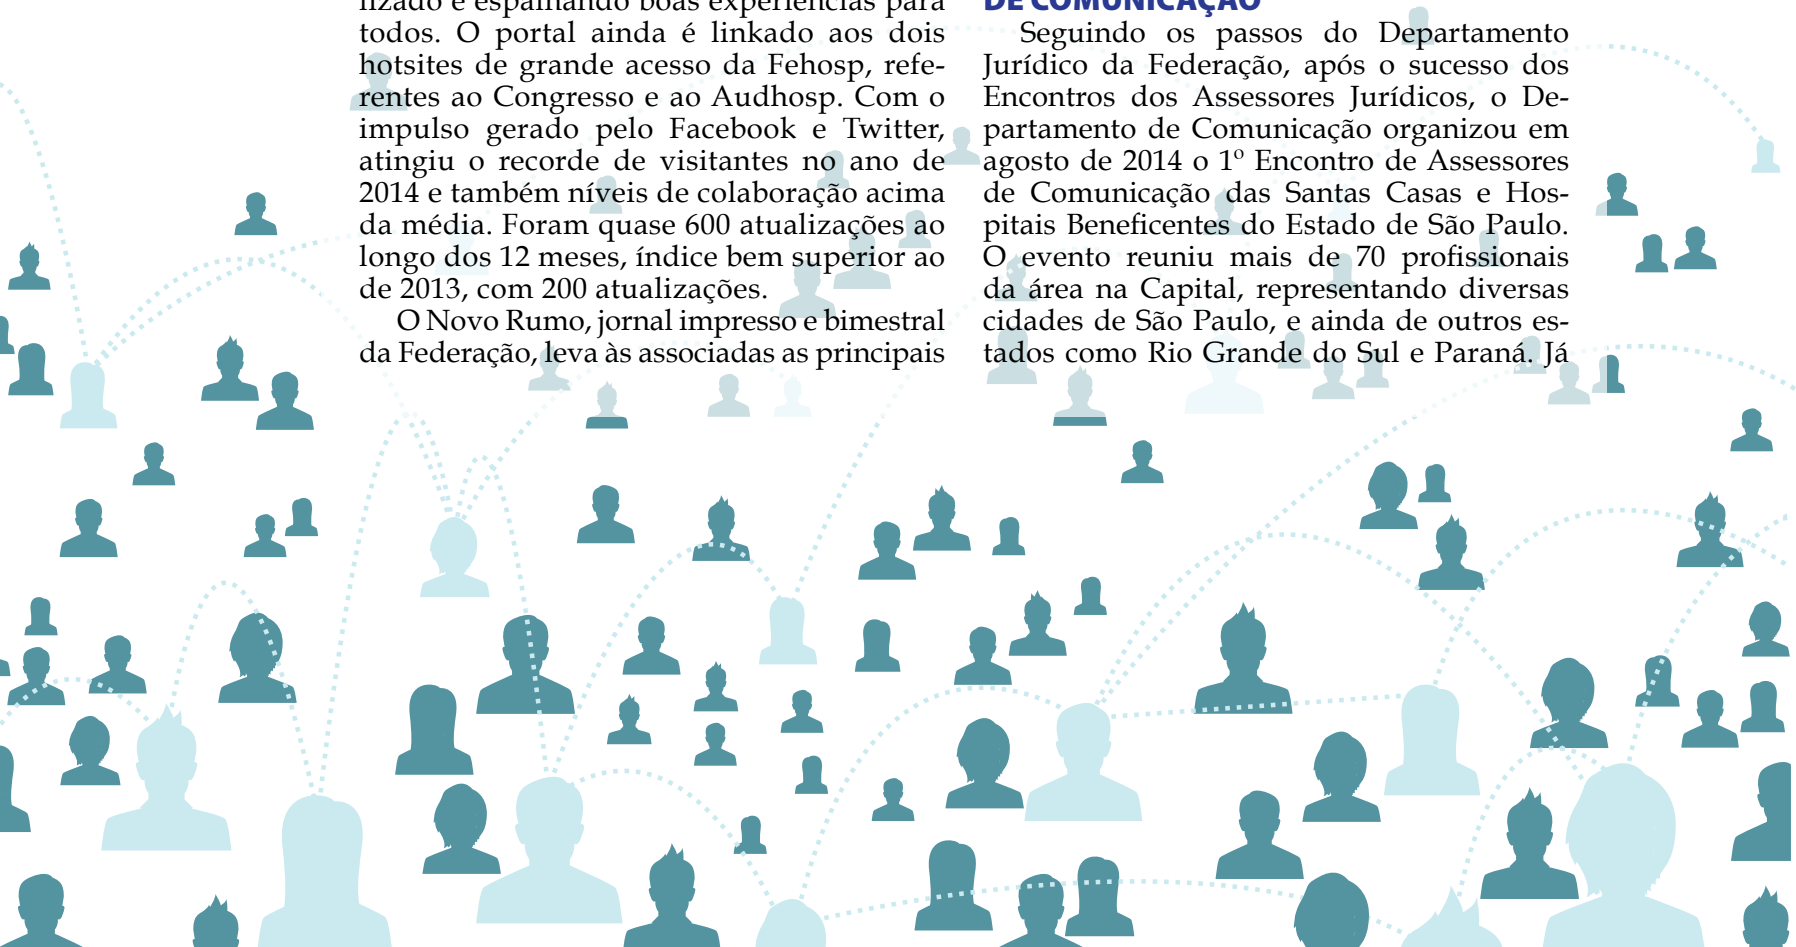 lizado e espalhando boas experiências para
todos. O portal ainda é linkado aos dois
hotsites de grande acesso da Fehosp, refe-
rentes ao Congresso e ao Audhosp. Com o
impulso gerado pelo Facebook e Twitter,
atingiu o recorde de visitantes no ano de
2014 e também níveis de colaboração acima
da média. Foram quase 600 atualizações ao
longo dos 12 meses, índice bem superior ao
de 2013, com 200 atualizações.
O Novo Rumo, jornal impresso e bimestral
da Federação, leva às associadas as principais
DE COMUNICAÇÃO
Seguindo os passos do Departamento
Jurídico da Federação, após o sucesso dos
Encontros dos Assessores Jurídicos, o De-
partamento de Comunicação organizou em
agosto de 2014 o 1º Encontro de Assessores
de Comunicação das Santas Casas e Hos-
pitais Beneficentes do Estado de São Paulo.
O evento reuniu mais de 70 profissionais
da área na Capital, representando diversas
cidades de São Paulo, e ainda de outros es-
tados como Rio Grande do Sul e Paraná. Já